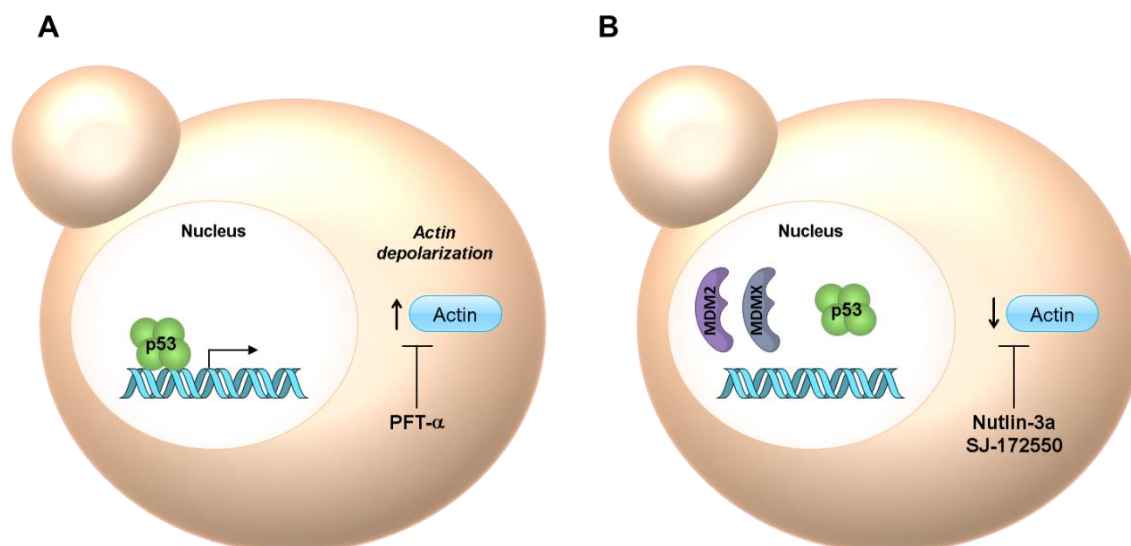 A
Nucleus
Actin
depolarization
Actin
p53
PFT-α
B
Nucleus
MDM2
MDMX
p53
Actin
Nutlin-3a
SJ-172550